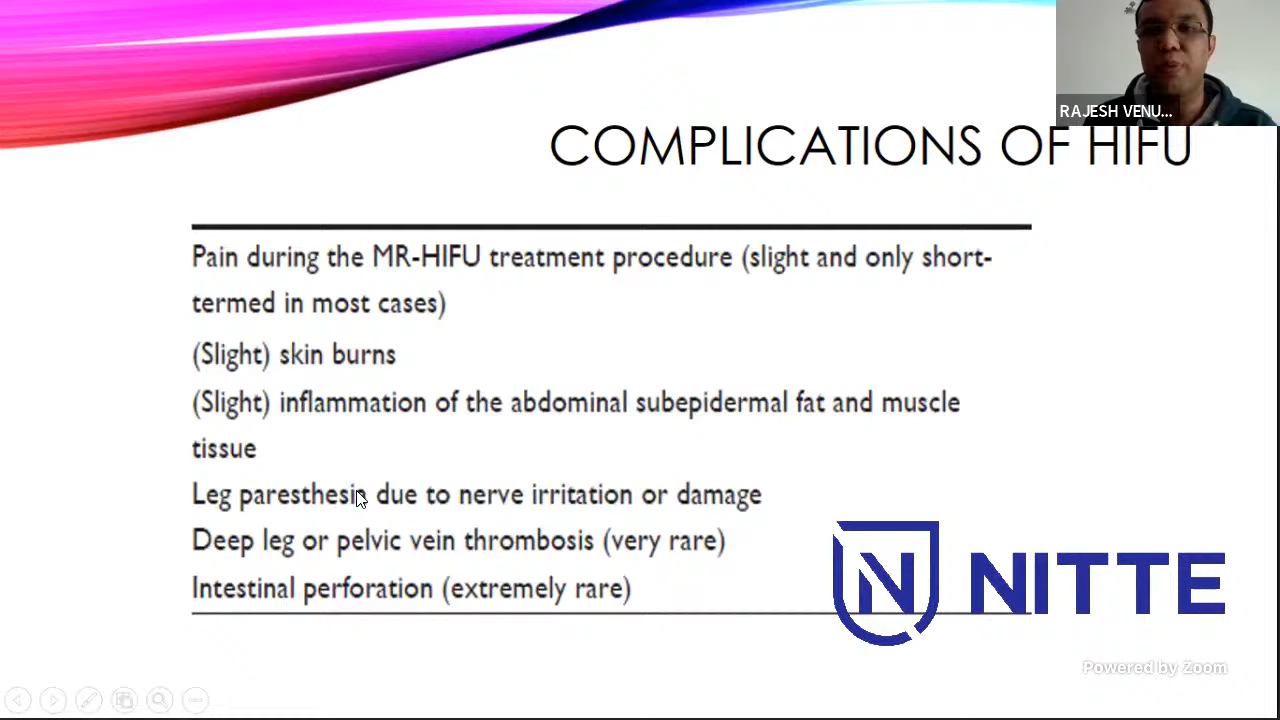 RAJESH VENU...
COMPLICATIONS OF HIFU
Pain during the MR-HIFU treatment procedure (slight and only short-
termed in most cases)
(Slight) skin burns
(Slight) inflammation of the abdominal subepidermal fat and muscle
tissue
Leg paresthesia due to nerve irritation or damage
Deep leg or pelvic vein thrombosis (very rare)
Intestinal perforation (extremely rare)
N NITTE
Powered by Zoom